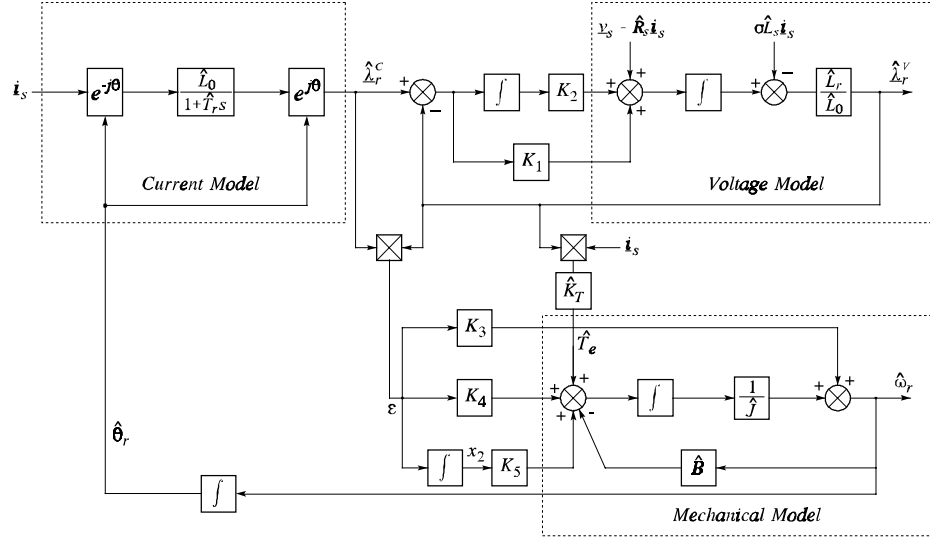 v_s - R̂_s i_s
σL̂_s i_s
i_s
e^-jθ
L̂_0
1+T̂_r s
e^jθ
λ̂_r^C
+
−
∫
K_2
+
+
+
∫
+
−
L̂_r
L̂_0
λ̂_r^V
K_1
Current Model
Voltage Model
i_s
K̂_T
K_3
T̂_e
ε
K_4
+
+
+
-
∫
1
Ĵ
+
+
ω̂_r
θ̂_r
∫
x_2
K_5
B̂
∫
Mechanical Model